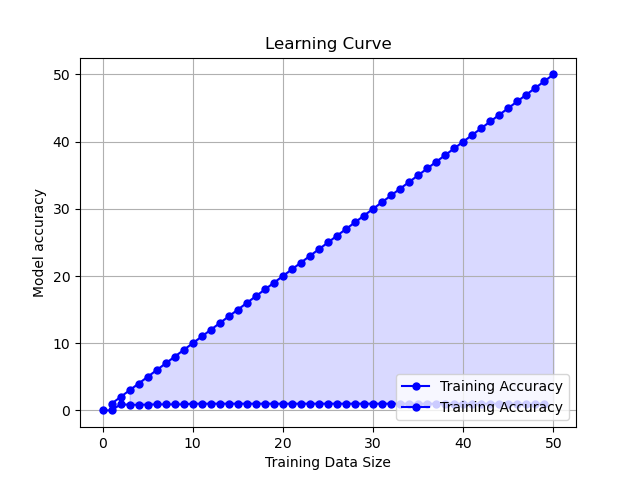 Learning Curve
Model accuracy
50
40
30
20
10
0
Training Accuracy
Training Accuracy
0 10 20 30 40 50
Training Data Size